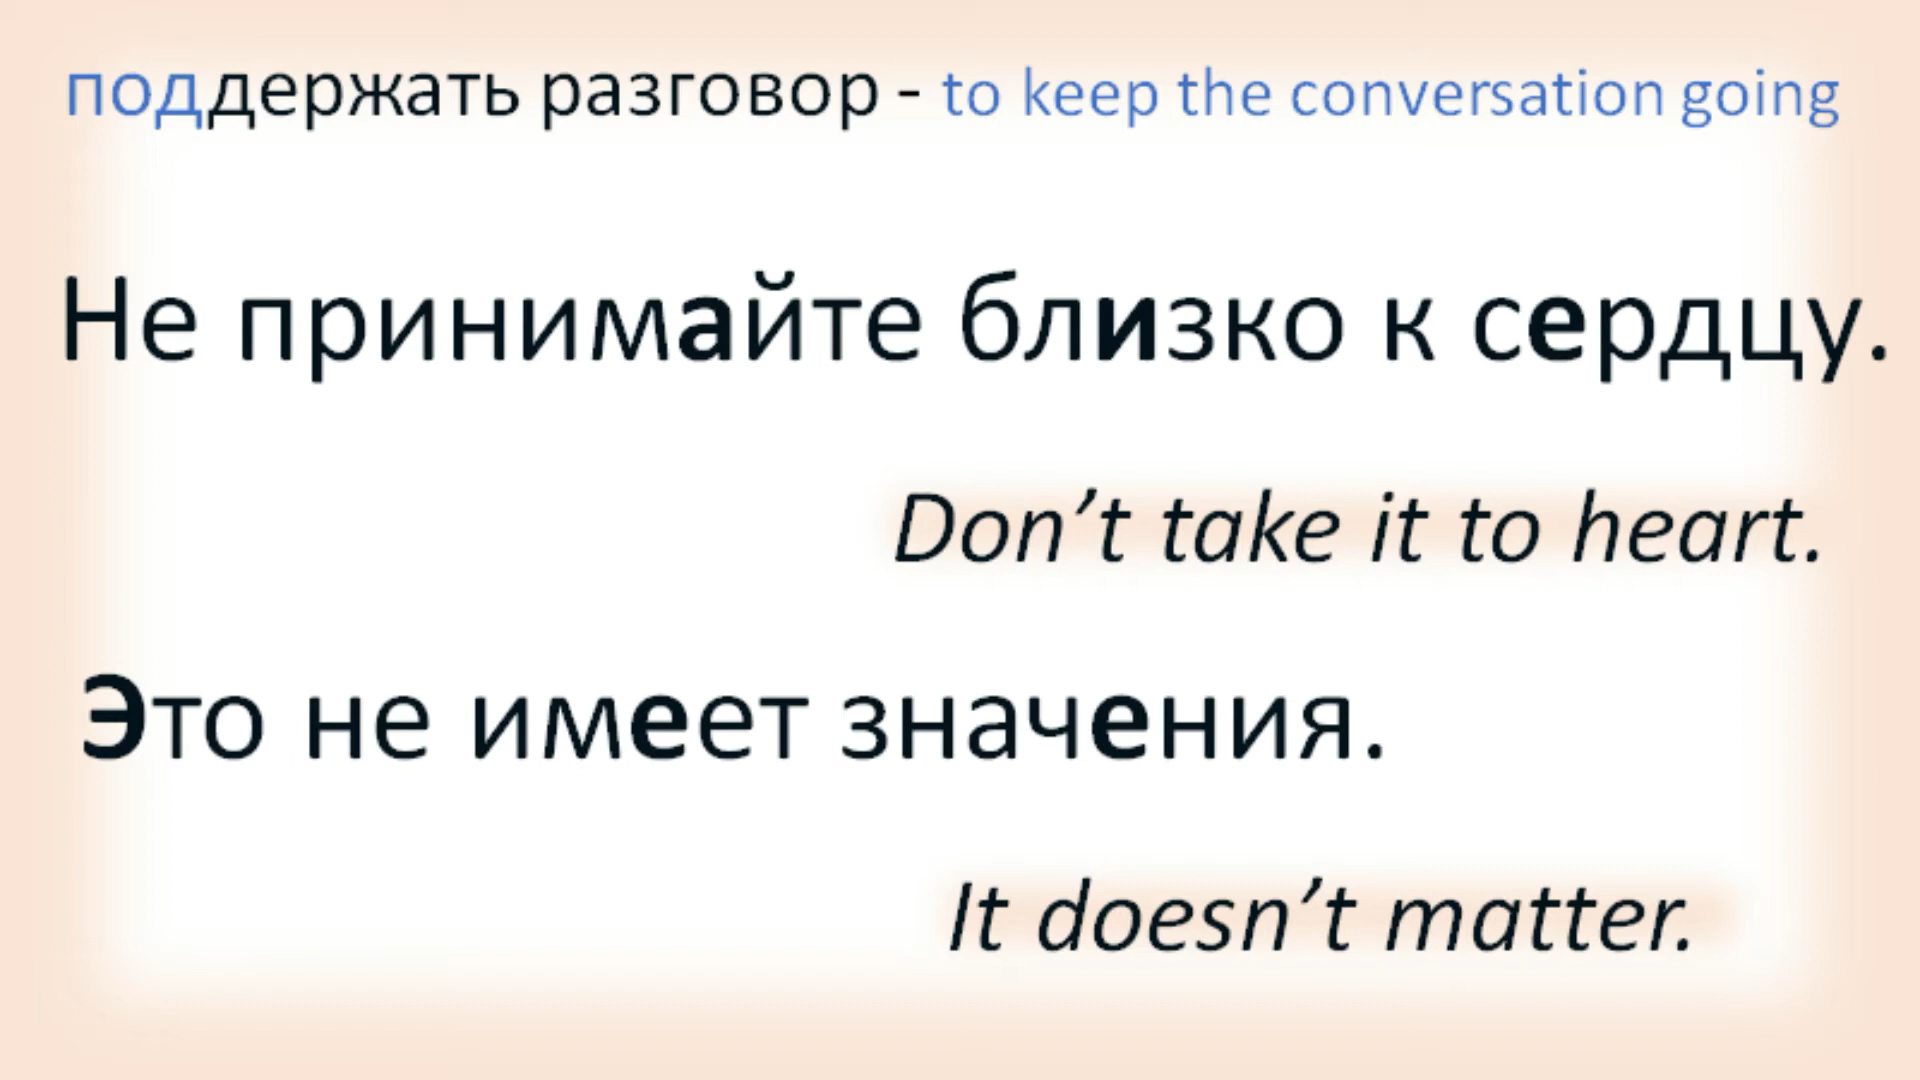 поддержать разговор - to keep the conversation going
Не принимайте близко к сердцу.
Don’t take it to heart.
Это не имеет значения.
It doesn’t matter.